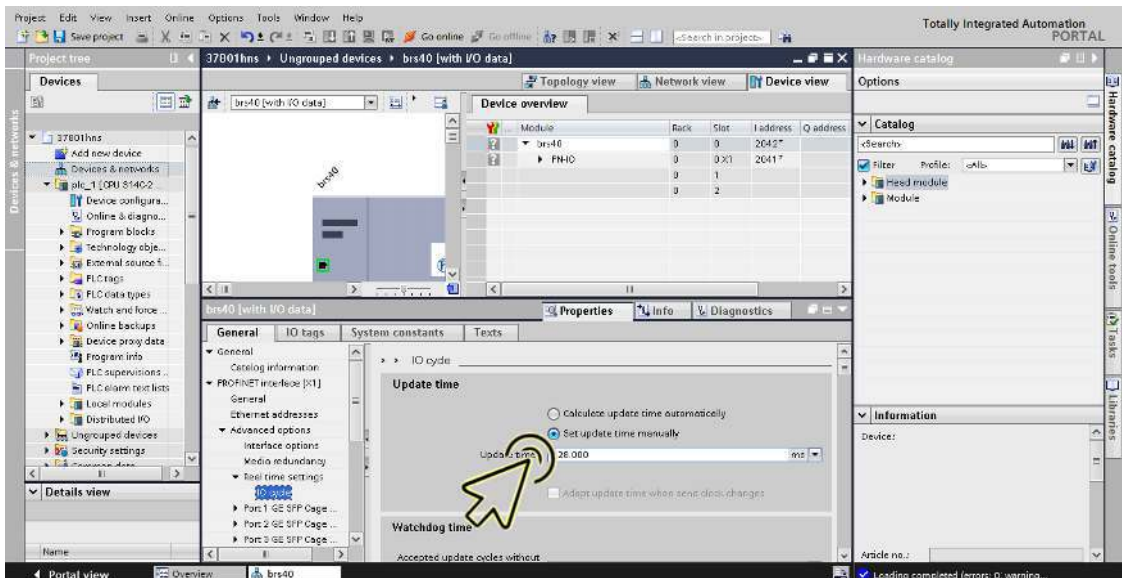 Project Edit View Insert Online Options Tools Window Help
Totally Integrated Automation
PORTAL
Save project
Go online
Go offline
<Search in project>
Project tree
37801hns Ungrouped devices brs40 [with I/O data]
Hardware catalog
Devices
Topology view
Network view
Device view
Options
brs40 [with I/O data]
Device overview
Module Rack Slot I address Q address
brs40 0 0 2042*
PN-IO 0 0 X1 2041*
0 1
0 2
Catalog
<Search>
Filter Profile: <All>
Head module
Module
37801hns
Add new device
Devices & networks
plc_1 [CPU 314C-2
Device configura...
Online & diagno...
Program blocks
Technology obje...
External source f...
PLC tags
PLC data types
Watch and force ...
Online backups
Device proxy data
Program info
PLC supervisions ..
PLC alarm text lists
Local modules
Distributed I/O
Ungrouped devices
Security settings
Common data
Details view
Name
brs40
brs40 [with I/O data]
Properties
Info
Diagnostics
General
IO tags
System constants
Texts
General
Catalog information
PROFINET interface [X1]
General
Ethernet addresses
Advanced options
Interface options
Media redundancy
Real time settings
IO cycle
Port 1 GE SFP Cage ...
Port 2 GE SFP Cage ...
Port 3 GE SFP Cage ...
IO cycle
Update time
Calculate update time automatically
Set update time manually
Update time
128.000
ms
Adapt update time when send clock changes
Watchdog time
Accepted update cycles without
Information
Device:
Article no.:
Devices & networks
Hardware catalog
Online tools
Tasks
Libraries
Portal view
Overview
brs40
Loading completed (errors: 0; warning...